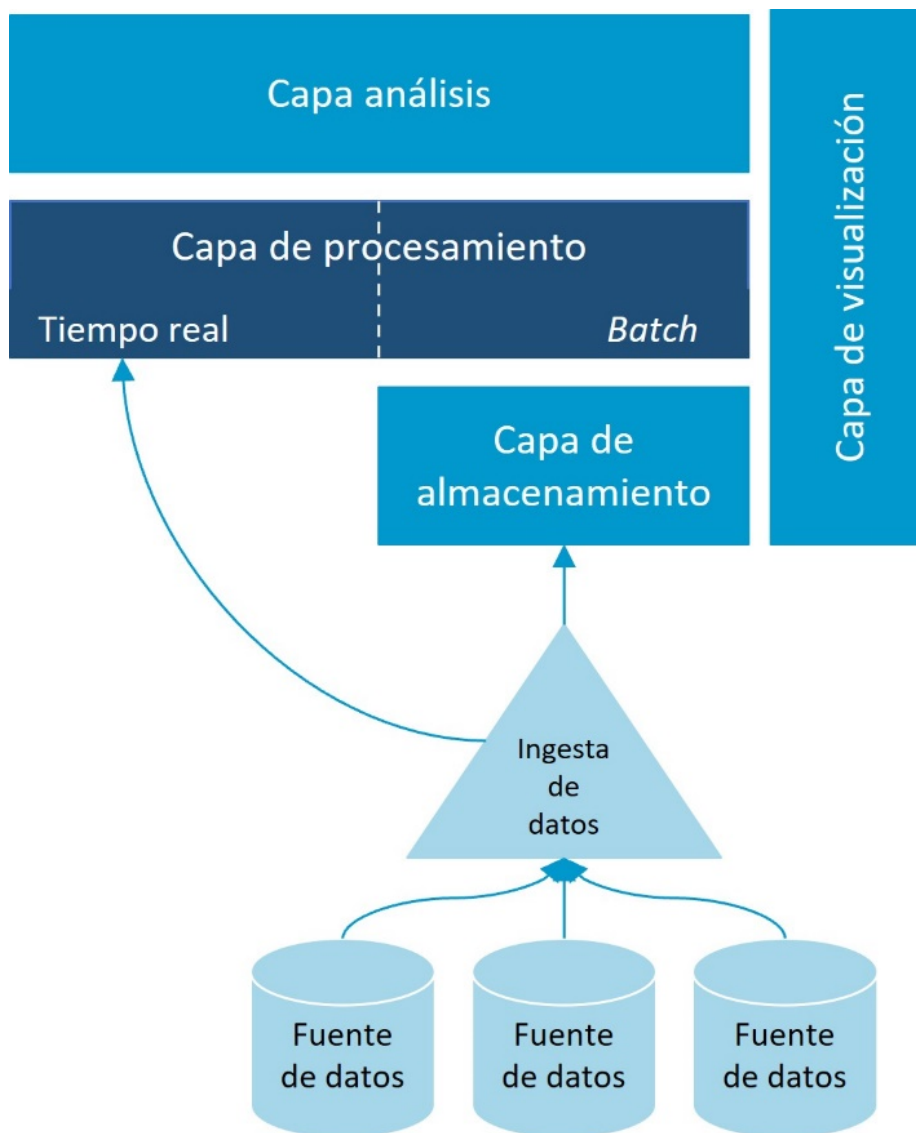 Capa análisis
Capa de visualización
Capa de procesamiento
Tiempo real
Batch
Capa de
almacenamiento
Ingesta
de
datos
Fuente
de datos
Fuente
de datos
Fuente
de datos